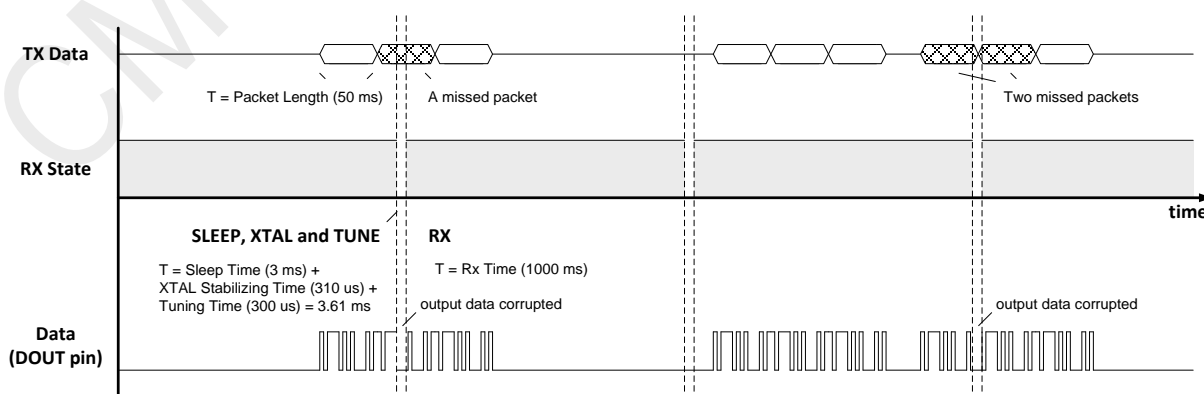 CM
TX Data
T = Packet Length (50 ms)
A missed packet
Two missed packets
RX State
time
SLEEP, XTAL and TUNE
RX
T = Sleep Time (3 ms) +
XTAL Stabilizing Time (310 us) +
Tuning Time (300 us) = 3.61 ms
T = Rx Time (1000 ms)
output data corrupted
output data corrupted
Data
(DOUT pin)